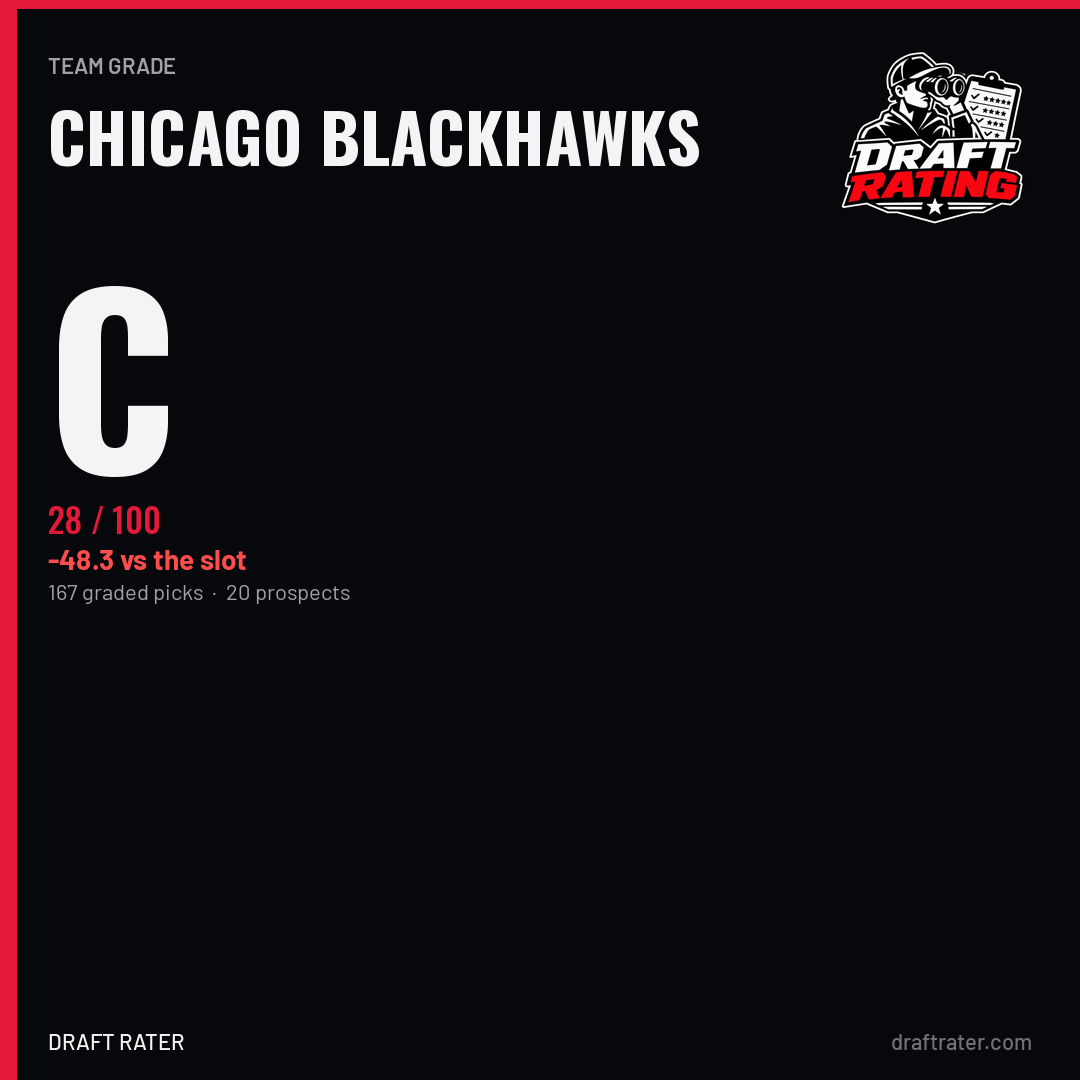 TEAM GRADE
CHICAGO BLACKHAWKS
DRAFT
RATING
C
28 / 100
-48.3 vs the slot
167 graded picks · 20 prospects
DRAFT RATER
draftrater.com